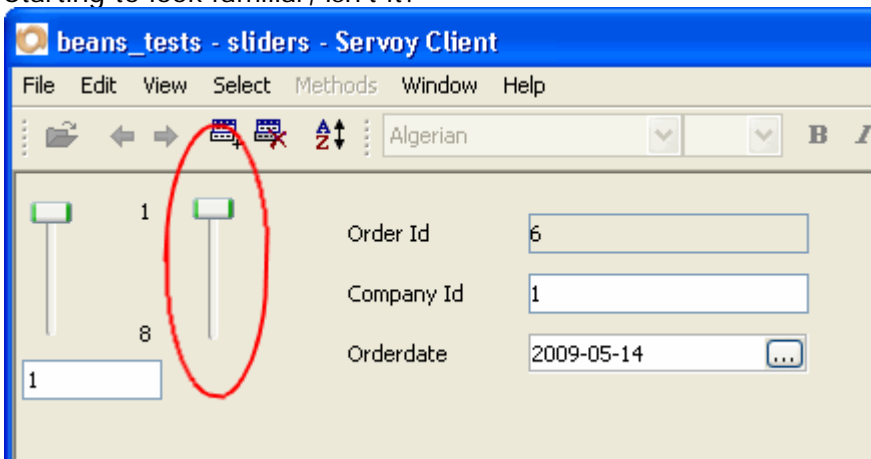 beans_tests - sliders - Servoy Client
File Edit View Select Methods Window Help
Algerian B I
1
Order Id 6
Company Id 1
8
Orderdate 2009-05-14 ...
1